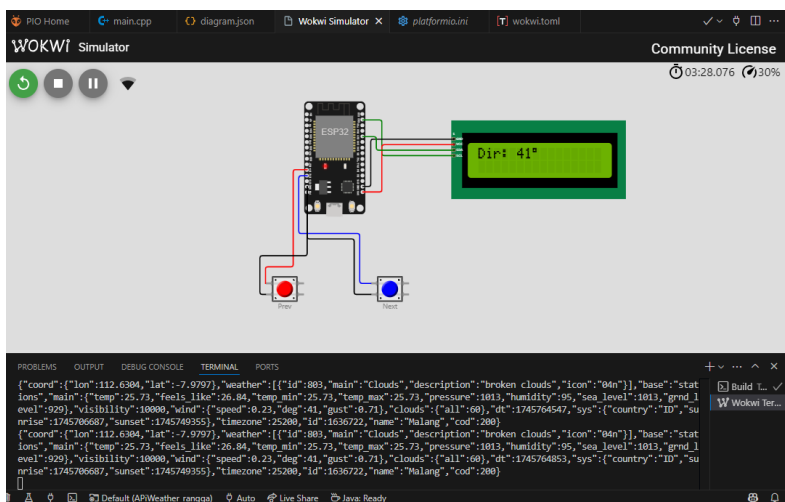 PIO Home
main.cpp
diagram.json
Wokwi Simulator
platformio.ini
wokwi.toml
WOKWI Simulator
Community License
03:28.076 30%
ESP32
Dir: 41°
Prev
Next
PROBLEMS OUTPUT DEBUG CONSOLE TERMINAL PORTS
{"coord":{"lon":112.6304,"lat":-7.9797},"weather":[{"id":803,"main":"Clouds","description":"broken clouds","icon":"04n"}],"base":"stat
ions","main":{"temp":25.73,"feels_like":26.84,"temp_min":25.73,"temp_max":25.73,"pressure":1013,"humidity":95,"sea_level":1013,"grnd_l
evel":929},"visibility":10000,"wind":{"speed":0.23,"deg":41,"gust":0.71},"clouds":{"all":60},"dt":1745764547,"sys":{"country":"ID","su
nrise":1745706687,"sunset":1745749355},"timezone":25200,"id":1636722,"name":"Malang","cod":200}
{"coord":{"lon":112.6304,"lat":-7.9797},"weather":[{"id":803,"main":"Clouds","description":"broken clouds","icon":"04n"}],"base":"stat
ions","main":{"temp":25.73,"feels_like":26.84,"temp_min":25.73,"temp_max":25.73,"pressure":1013,"humidity":95,"sea_level":1013,"grnd_l
evel":929},"visibility":10000,"wind":{"speed":0.23,"deg":41,"gust":0.71},"clouds":{"all":60},"dt":1745764853,"sys":{"country":"ID","su
nrise":1745706687,"sunset":1745749355},"timezone":25200,"id":1636722,"name":"Malang","cod":200}
Build T...
Wokwi Ter...
Default (APIWeather rangga) Auto Live Share Java: Ready